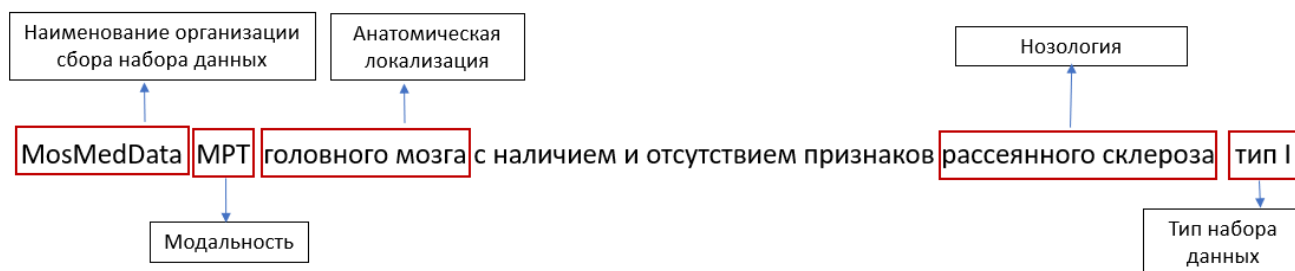 Наименование организации
сбора набора данных
Анатомическая
локализация
Нозология
MosMedData МРТ головного мозга с наличием и отсутствием признаков рассеянного склероза тип I
Модальность
Тип набора
данных